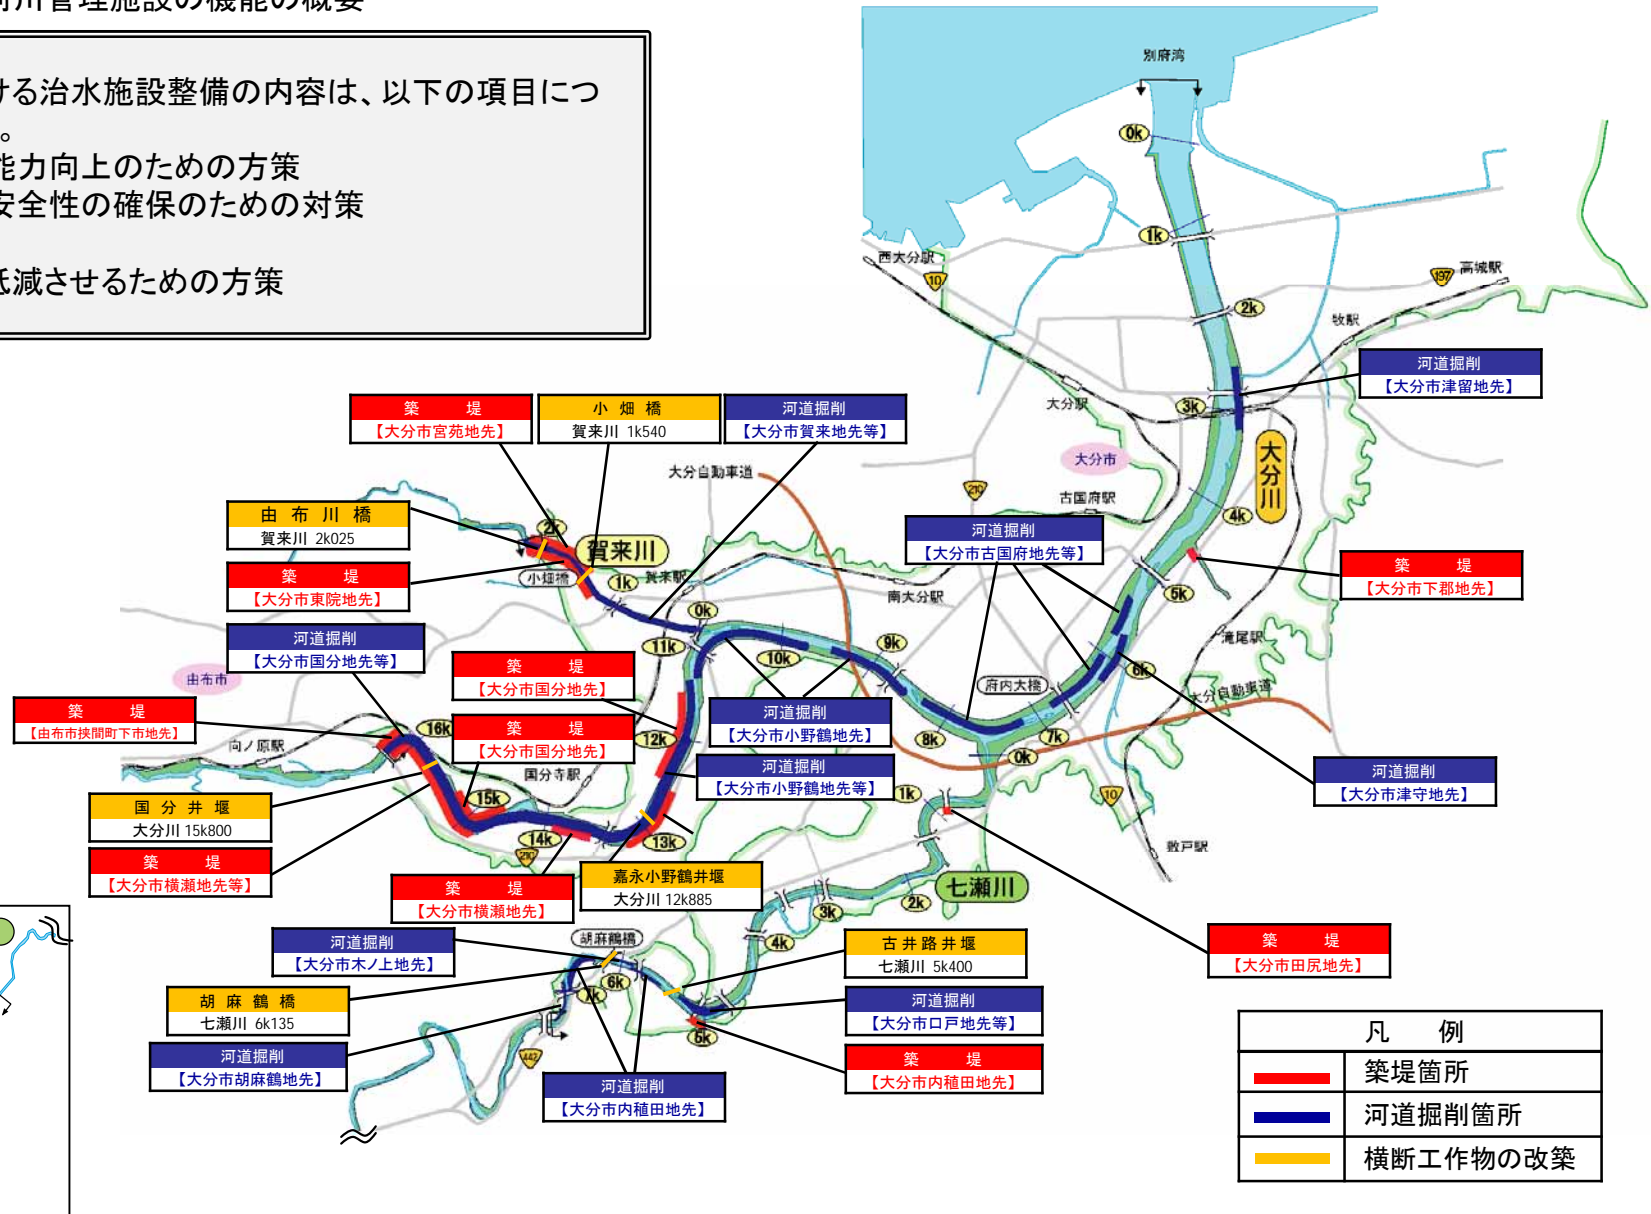 河川管理施設の機能の概要
ける治水施設整備の内容は、以下の項目につ
。
能力向上のための方策
安全性の確保のための対策
低減させるための方策
別府湾
0k
1k
西大分駅
10
197
高城駅
2k
牧駅
河道掘削
【大分市津留地先】
大分駅
3k
築 堤
【大分市宮苑地先】
小 畑 橋
賀来川 1k540
河道掘削
【大分市賀来地先等】
大分川
大分市
大分自動車道
210
古国府駅
4k
由 布 川 橋
賀来川 2k025
2k
賀来川
河道掘削
【大分市古国府地先等】
築 堤
【大分市下郡地先】
築 堤
【大分市東院地先】
小畑橋
1k
賀来駅
南大分駅
5k
0k
河道掘削
【大分市国分地先等】
11k
10k
9k
滝尾駅
6k
由布市
築 堤
【大分市国分地先】
府内大橋
大分自動車道
築 堤
【由布市挾間町下市地先】
16k
築 堤
【大分市国分地先】
12k
河道掘削
【大分市小野鶴地先】
8k
7k
向ノ原駅
0k
国分寺駅
河道掘削
【大分市小野鶴地先等】
河道掘削
【大分市津守地先】
国 分 井 堰
大分川 15k800
15k
1k
10
14k
13k
210
敷戸駅
築 堤
【大分市横瀬地先等】
築 堤
【大分市横瀬地先】
嘉永小野鶴井堰
大分川 12k885
七瀬川
2k
3k
河道掘削
【大分市木ノ上地先】
胡麻鶴橋
4k
古井路井堰
七瀬川 5k400
築 堤
【大分市田尻地先】
6k
7k
胡 麻 鶴 橋
七瀬川 6k135
河道掘削
【大分市口戸地先等】
5k
河道掘削
【大分市胡麻鶴地先】
442
築 堤
【大分市内稙田地先】
河道掘削
【大分市内稙田地先】
凡 例
築堤箇所
河道掘削箇所
横断工作物の改築